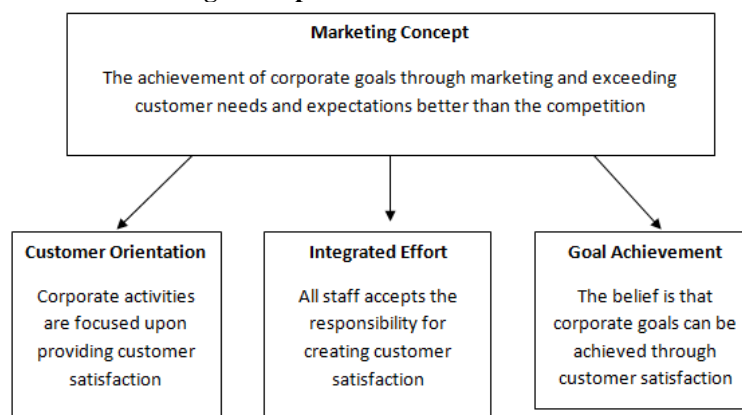 Marketing Concept
The achievement of corporate goals through marketing and exceeding
customer needs and expectations better than the competition
Customer Orientation
Corporate activities
are focused upon
providing customer
satisfaction
Integrated Effort
All staff accepts the
responsibility for
creating customer
satisfaction
Goal Achievement
The belief is that
corporate goals can be
achieved through
customer satisfaction